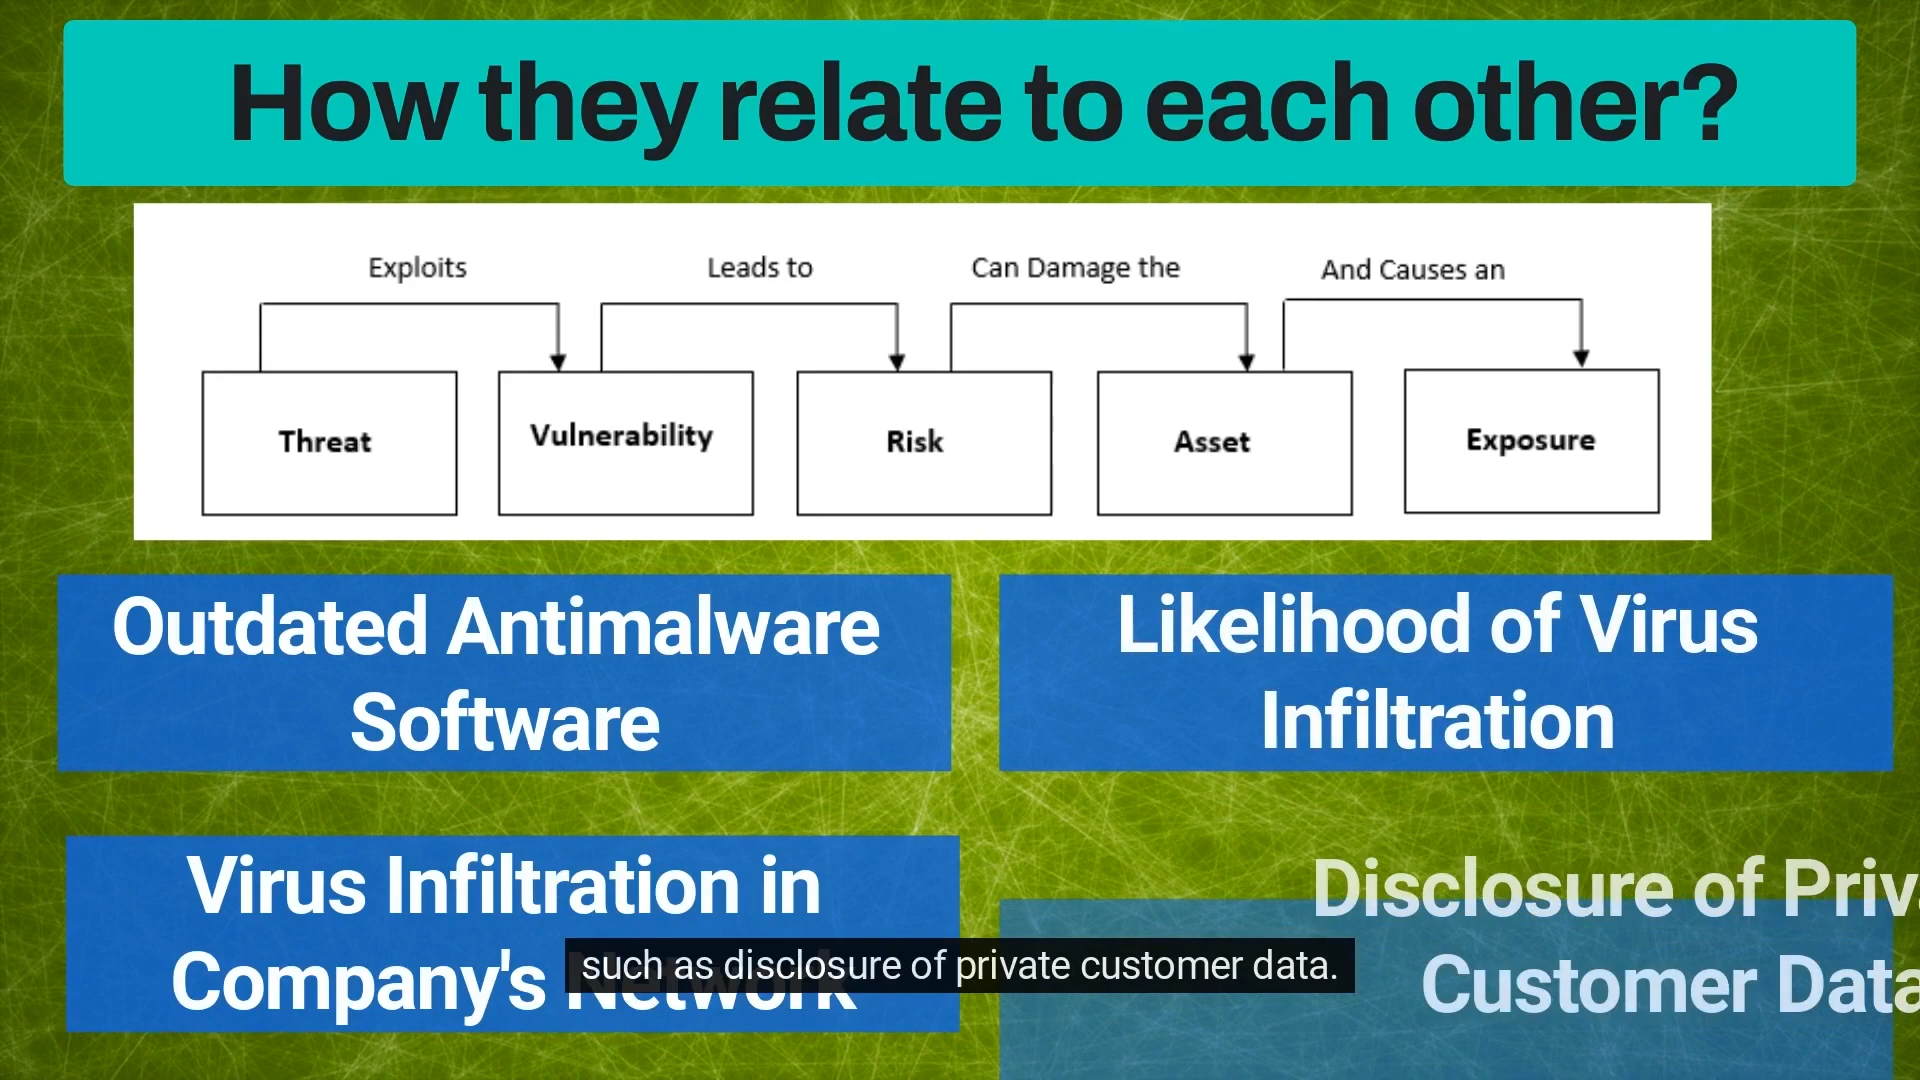 How they relate to each other?
Exploits
Leads to
Can Damage the
And Causes an
Threat
Vulnerability
Risk
Asset
Exposure
Outdated Antimalware
Software
Likelihood of Virus
Infiltration
Virus Infiltration in
Company's Network
Disclosure of Priv
Customer Data
such as disclosure of private customer data.